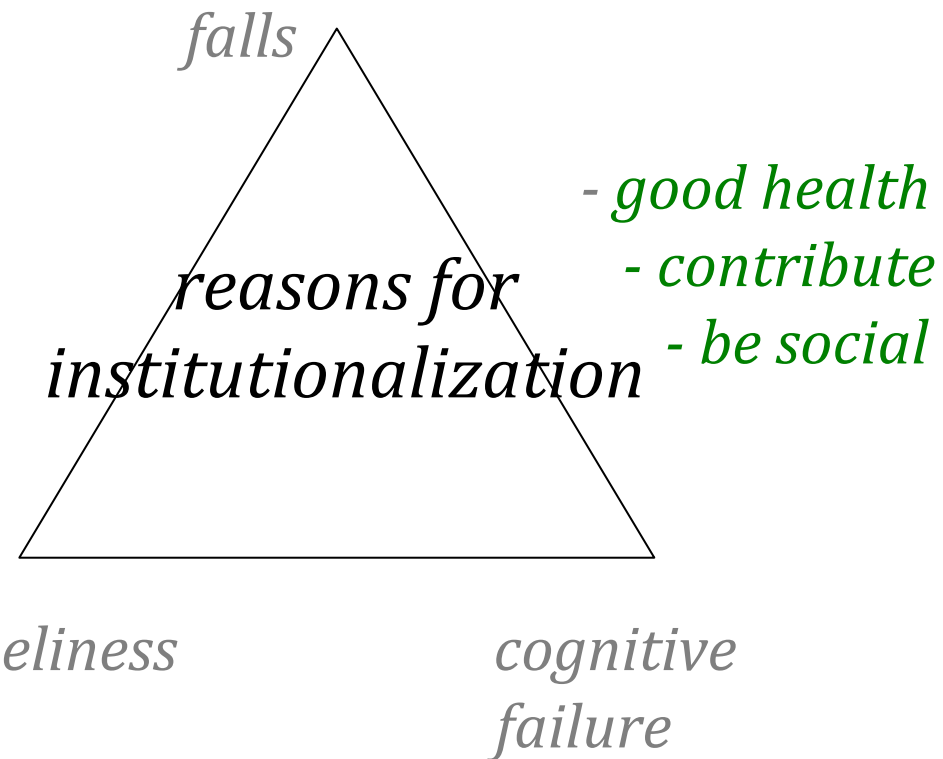 falls
- good health
- contribute
- be social
reasons for
institutionalization
eliness
cognitive
failure